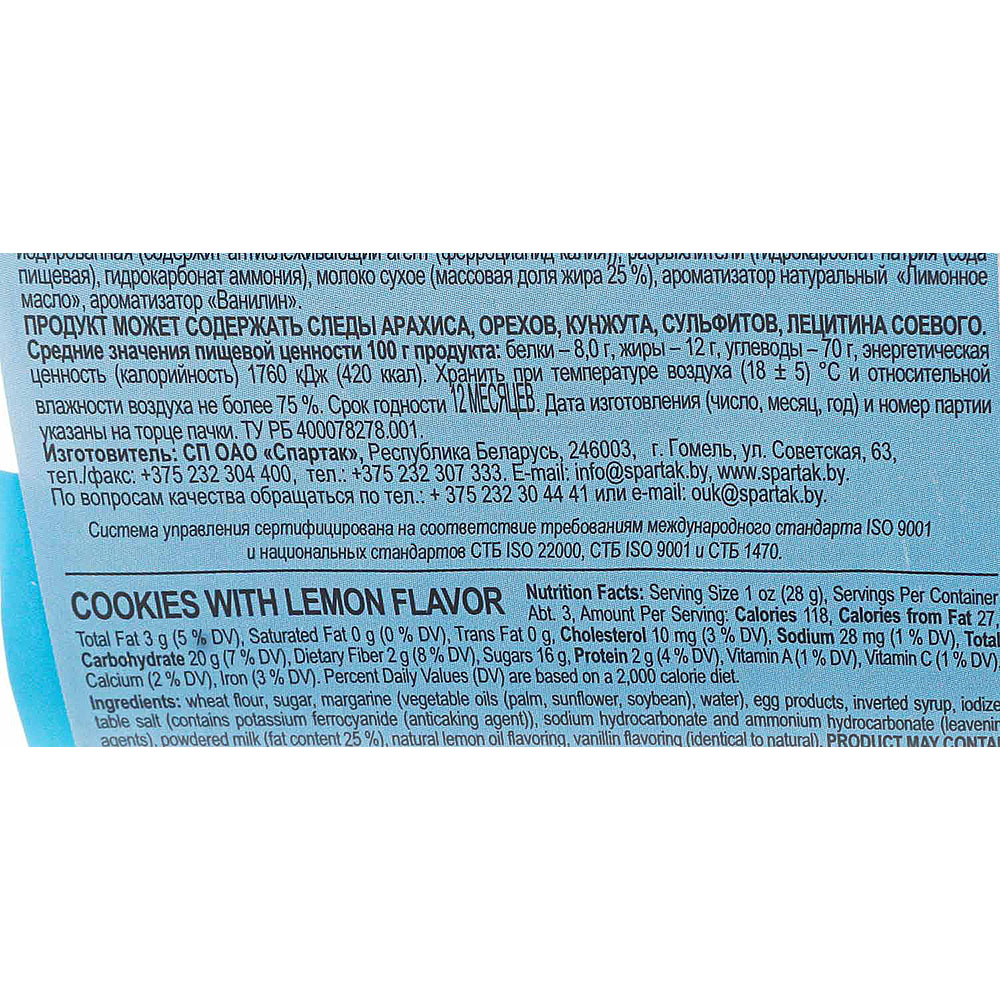 йодированная (содержит антислеживающий агент (ферроцианид калия), разрыхлители (гидрокарбонат натрия (сода
пищевая), гидрокарбонат аммония), молоко сухое (массовая доля жира 25 %), ароматизатор натуральный «Лимонное
масло», ароматизатор «Ванилин».
ПРОДУКТ МОЖЕТ СОДЕРЖАТЬ СЛЕДЫ АРАХИСА, ОРЕХОВ, КУНЖУТА, СУЛЬФИТОВ, ЛЕЦИТИНА СОЕВОГО.
Средние значения пищевой ценности 100 г продукта: белки – 8,0 г, жиры – 12 г, углеводы – 70 г, энергетическая
ценность (калорийность) 1760 кДж (420 ккал). Хранить при температуре воздуха (18 ± 5) °С и относительной
влажности воздуха не более 75 %. Срок годности 12 МЕСЯЦЕВ. Дата изготовления (число, месяц, год) и номер партии
указаны на торце пачки. ТУ РБ 400078278.001.
Изготовитель: СП ОАО «Спартак», Республика Беларусь, 246003, г. Гомель, ул. Советская, 63,
тел./факс: +375 232 304 400, тел.: +375 232 307 333. E-mail: info@spartak.by, www.spartak.by.
По вопросам качества обращаться по тел.: + 375 232 30 44 41 или e-mail: ouk@spartak.by.
Система управления сертифицирована на соответствие требованиям международного стандарта ISO 9001
и национальных стандартов СТБ ISO 22000, СТБ ISO 9001 и СТБ 1470.
COOKIES WITH LEMON FLAVOR Nutrition Facts: Serving Size 1 oz (28 g), Servings Per Container
Abt. 3, Amount Per Serving: Calories 118, Calories from Fat 27,
Total Fat 3 g (5 % DV), Saturated Fat 0 g (0 % DV), Trans Fat 0 g, Cholesterol 10 mg (3 % DV), Sodium 28 mg (1 % DV), Total
Carbohydrate 20 g (7 % DV), Dietary Fiber 2 g (8 % DV), Sugars 16 g, Protein 2 g (4 % DV), Vitamin A (1 % DV), Vitamin C (1 % DV)
Calcium (2 % DV), Iron (3 % DV). Percent Daily Values (DV) are based on a 2,000 calorie diet.
Ingredients: wheat flour, sugar, margarine (vegetable oils (palm, sunflower, soybean), water), egg products, inverted syrup, iodize
table salt (contains potassium ferrocyanide (anticaking agent)), sodium hydrocarbonate and ammonium hydrocarbonate (leavenin
agents), powdered milk (fat content 25 %), natural lemon oil flavoring, vanillin flavoring (identical to natural). PRODUCT MAY CONTA